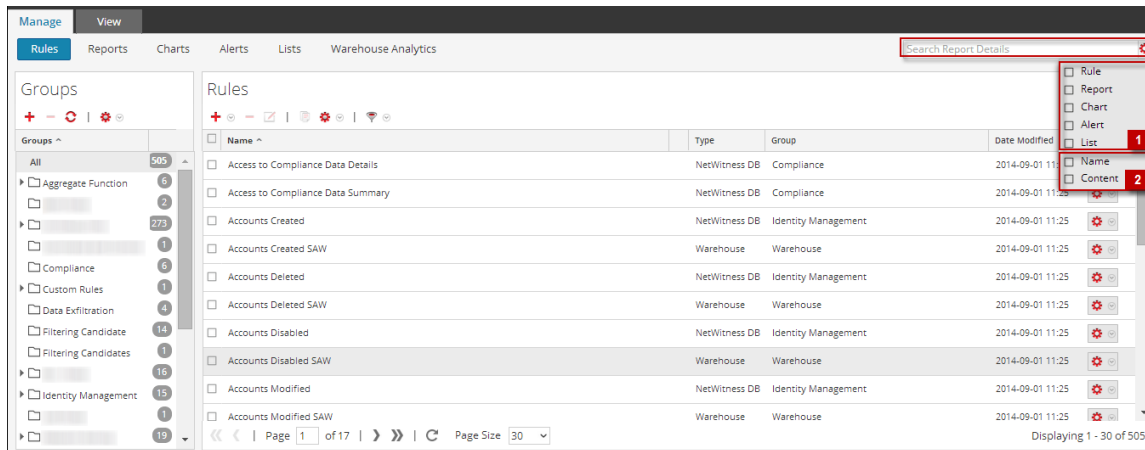 Manage View
Rules Reports Charts Alerts Lists Warehouse Analytics Search Report Details
Rule
Report
Chart
Alert
List 1
Name
Content 2
Groups
Groups
All 505
Aggregate Function 6
2
273
1
Compliance 6
Custom Rules 1
Data Exfiltration 4
Filtering Candidate 14
Filtering Candidates 1
16
Identity Management 15
1
19
Rules
Name Type Group Date Modified
Access to Compliance Data Details NetWitness DB Compliance 2014-09-01 11:25
Access to Compliance Data Summary NetWitness DB Compliance 2014-09-01 11:25
Accounts Created NetWitness DB Identity Management 2014-09-01 11:25
Accounts Created SAW Warehouse Warehouse 2014-09-01 11:25
Accounts Deleted NetWitness DB Identity Management 2014-09-01 11:25
Accounts Deleted SAW Warehouse Warehouse 2014-09-01 11:25
Accounts Disabled NetWitness DB Identity Management 2014-09-01 11:25
Accounts Disabled SAW Warehouse Warehouse 2014-09-01 11:25
Accounts Modified NetWitness DB Identity Management 2014-09-01 11:25
Accounts Modified SAW Warehouse Warehouse 2014-09-01 11:25
Page 1 of 17 Page Size 30 Displaying 1 - 30 of 505